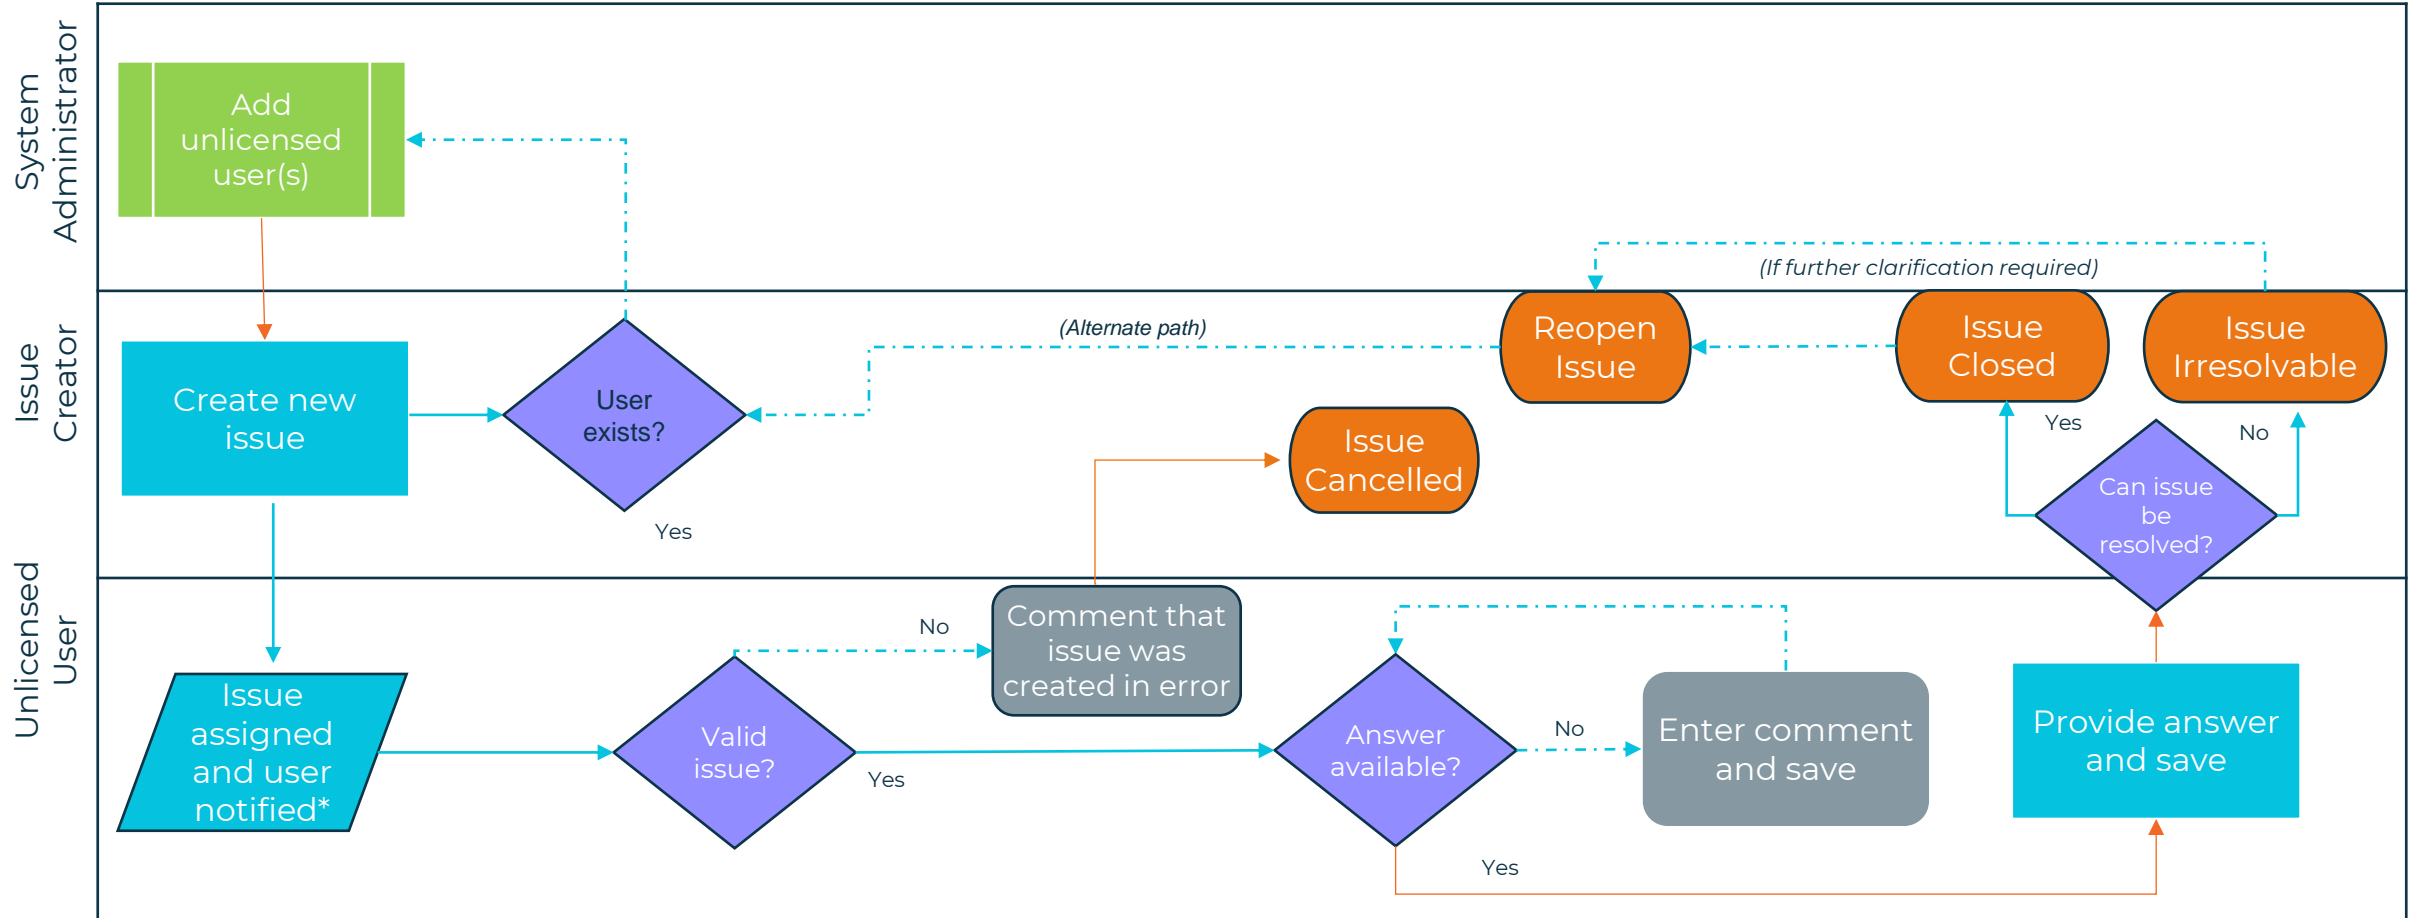 System
Administrator
Add
unlicensed
user(s)
(If further clarification required)
Issue
Creator
Create new
issue
User
exists?
Yes
(Alternate path)
Reopen
Issue
Issue
Closed
Issue
Irresolvable
Issue
Cancelled
Yes
No
Can issue
be
resolved?
Unlicensed
User
Issue
assigned
and user
notified*
Valid
issue?
No
Yes
Comment that
issue was
created in error
Answer
available?
No
Yes
Enter comment
and save
Provide answer
and save